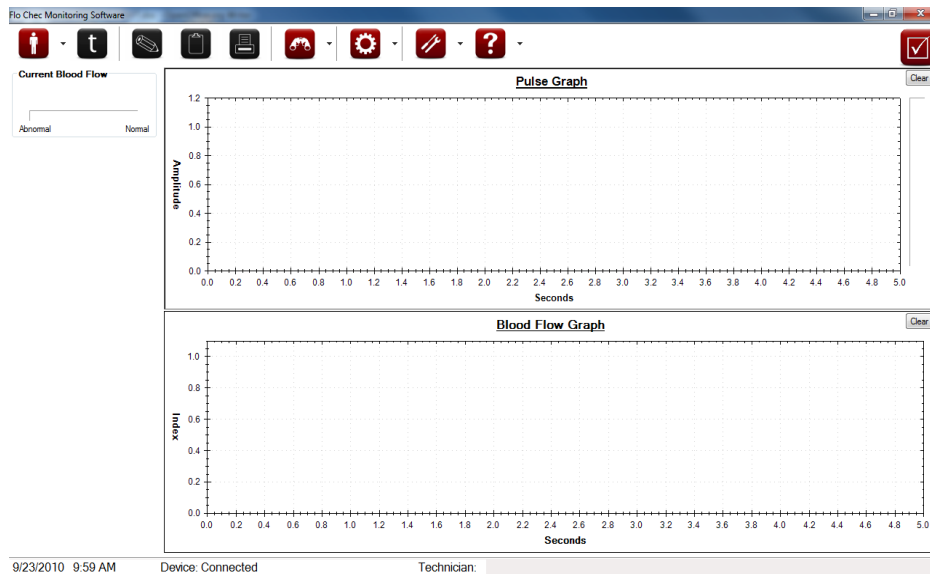 Flo Chec Monitoring Software
t
?
Current Blood Flow
Abnormal Normal
Pulse Graph
Clear
Amplitude
1.2
1.0
0.8
0.6
0.4
0.2
0.0
0.0 0.2 0.4 0.6 0.8 1.0 1.2 1.4 1.6 1.8 2.0 2.2 2.4 2.6 2.8 3.0 3.2 3.4 3.6 3.8 4.0 4.2 4.4 4.6 4.8 5.0
Seconds
Blood Flow Graph
Clear
Index
1.0
0.8
0.6
0.4
0.2
0.0
0.0 0.2 0.4 0.6 0.8 1.0 1.2 1.4 1.6 1.8 2.0 2.2 2.4 2.6 2.8 3.0 3.2 3.4 3.6 3.8 4.0 4.2 4.4 4.6 4.8 5.0
Seconds
9/23/2010 9:59 AM Device: Connected Technician: